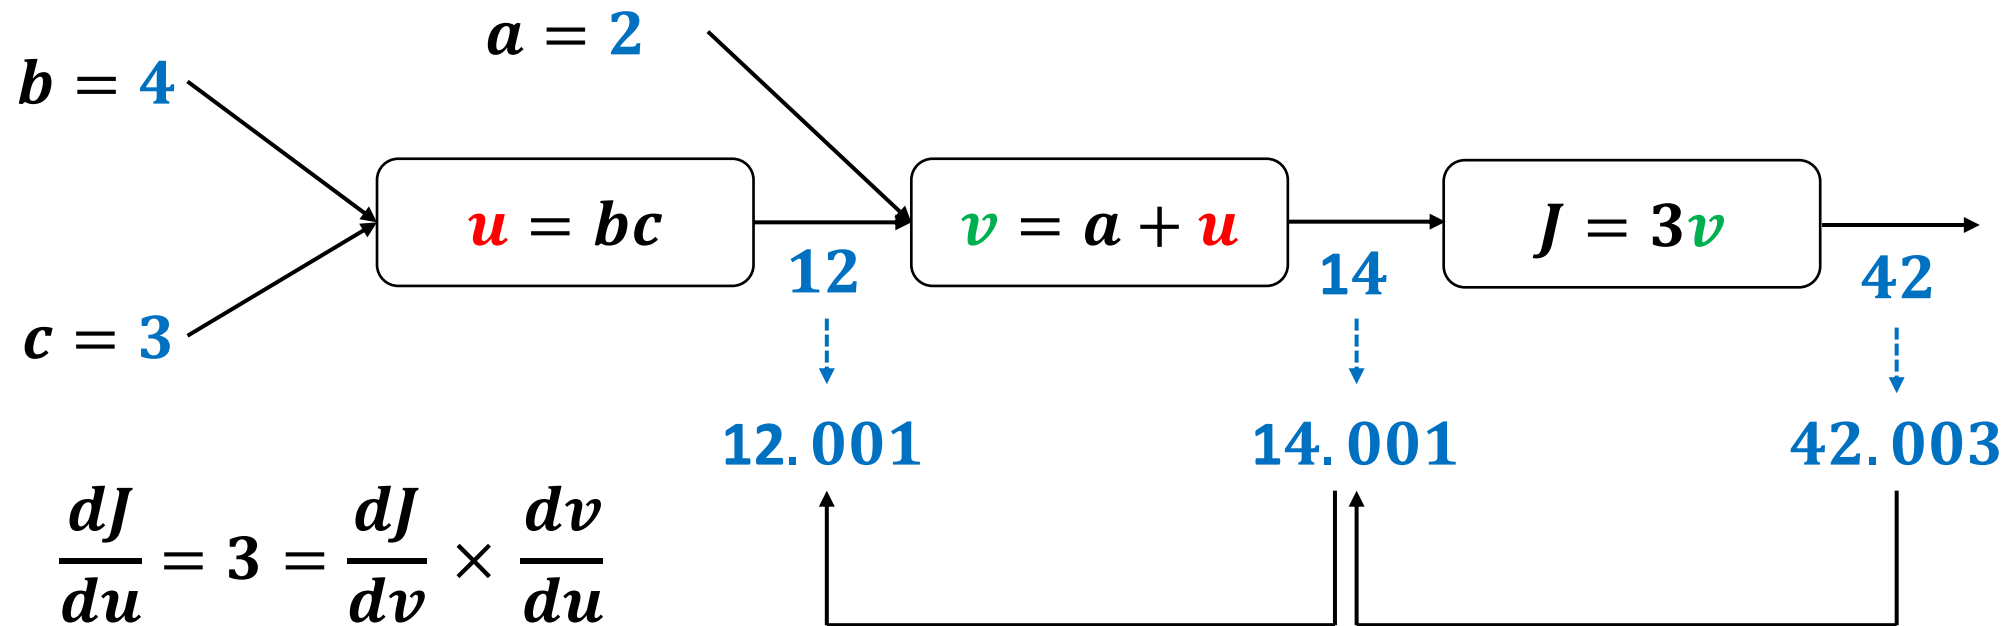 a = 2
b = 4
c = 3
u = bc
12
v = a + u
14
J = 3v
42
12.001
14.001
42.003
dJ/du = 3 = dJ/dv × dv/du